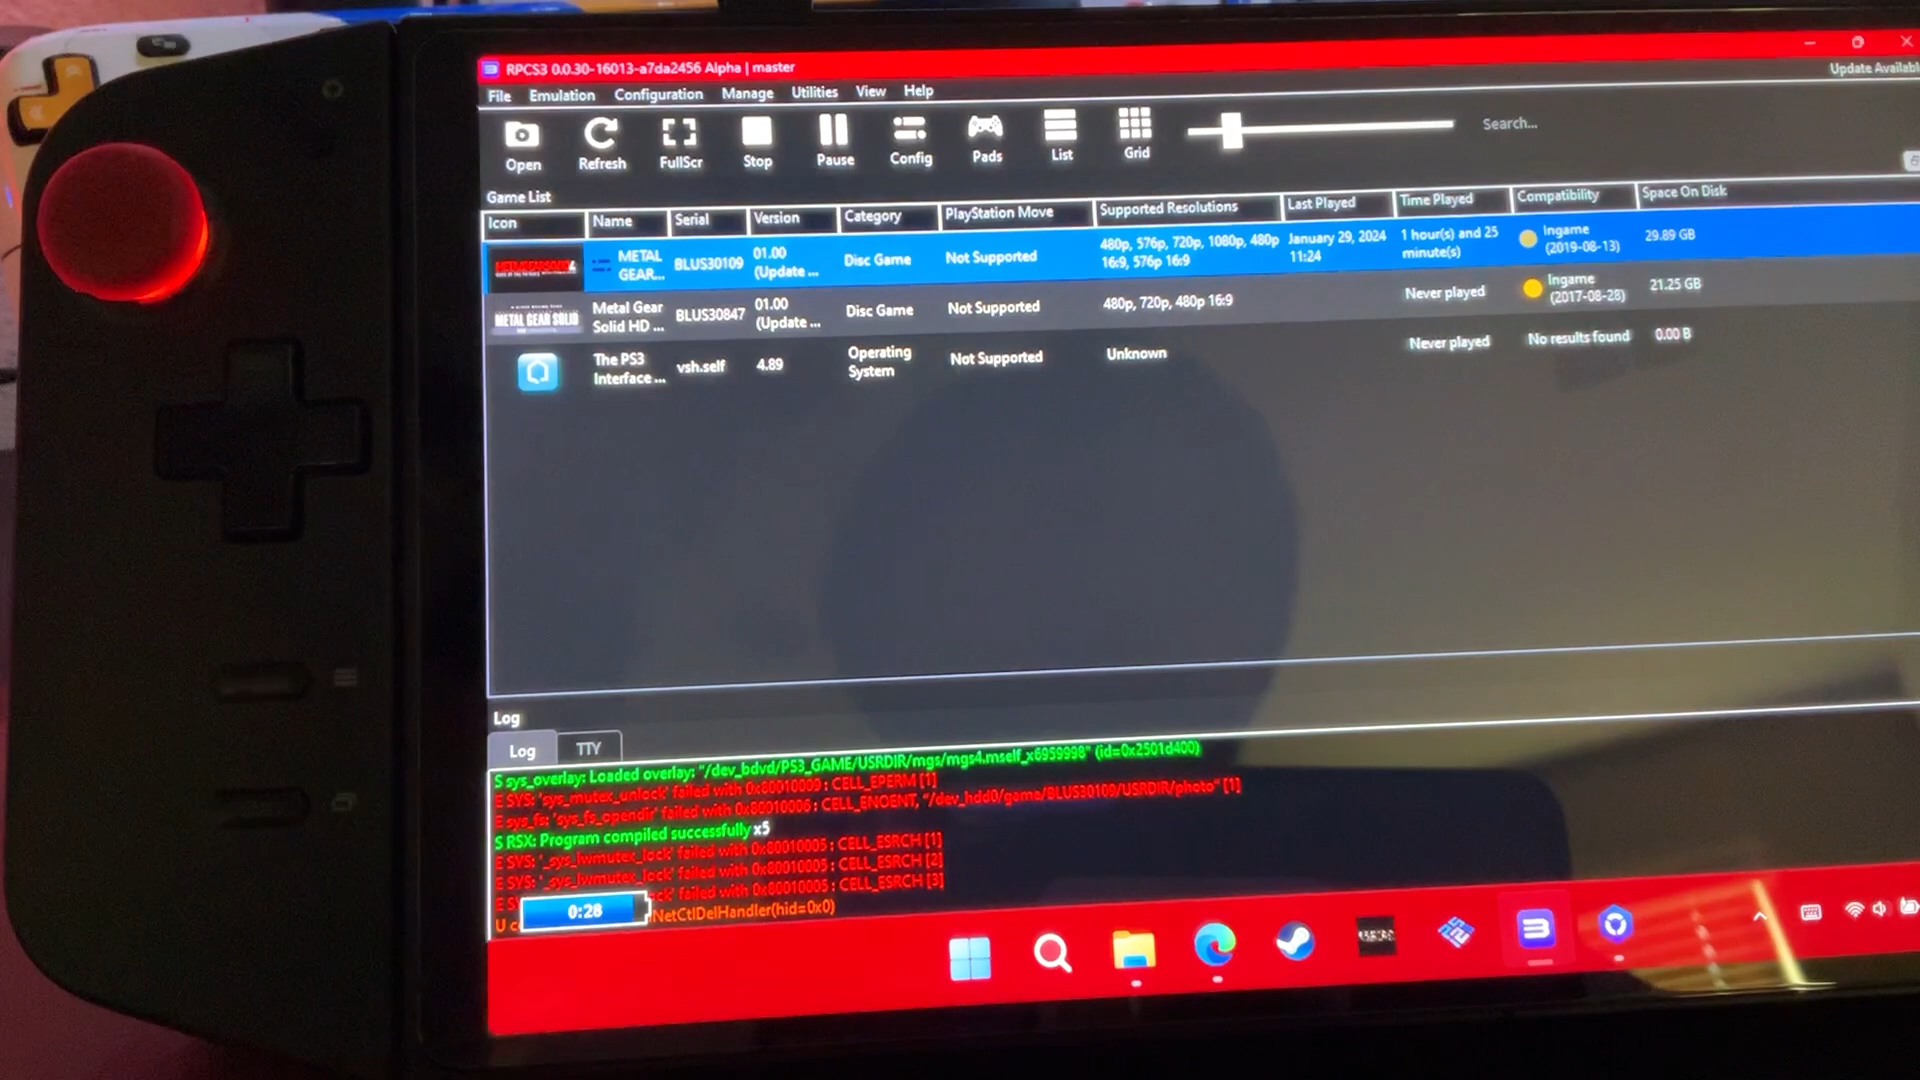 RPCS3 0.0.30-16013-a7da2456 Alpha | master
File Emulation Configuration Manage Utilities View Help
Update Availabl
Open Refresh FullScr Stop Pause Config Pads List Grid
Search...
Game List
Icon Name Serial Version Category PlayStation Move Supported Resolutions Last Played Time Played Compatibility Space On Disk
METAL GEAR... BLUS30109 01.00 (Update ... Disc Game Not Supported 480p, 576p, 720p, 1080p, 480p 16:9, 576p 16:9 January 29, 2024 11:24 1 hour(s) and 25 minute(s) Ingame (2019-08-13) 29.89 GB
METAL GEAR SOLID
Metal Gear Solid HD ... BLUS30847 01.00 (Update ... Disc Game Not Supported 480p, 720p, 480p 16:9 Never played Ingame (2017-08-28) 21.25 GB
The PS3 Interface ... vsh.self 4.89 Operating System Not Supported Unknown Never played No results found 0.00 B
Log
Log TTY
S sys_overlay: Loaded overlay: "/dev_bdvd/PS3_GAME/USRDIR/mgs/mgs4.mself_x6959998" (id=0x2501d400)
E SYS: 'sys_mutex_unlock' failed with 0x80010009 : CELL_EPERM [1]
E sys_fs: 'sys_fs_opendir' failed with 0x80010006 : CELL_ENOENT, "/dev_hdd0/game/BLUS30109/USRDIR/photo" [1]
S RSX: Program compiled successfully x5
E SYS: '_sys_lwmutex_lock' failed with 0x80010005 : CELL_ESRCH [1]
E SYS: '_sys_lwmutex_lock' failed with 0x80010005 : CELL_ESRCH [2]
E S ock' failed with 0x80010005 : CELL_ESRCH [3]
U c NetCtlDelHandler(hid=0x0)
0:28